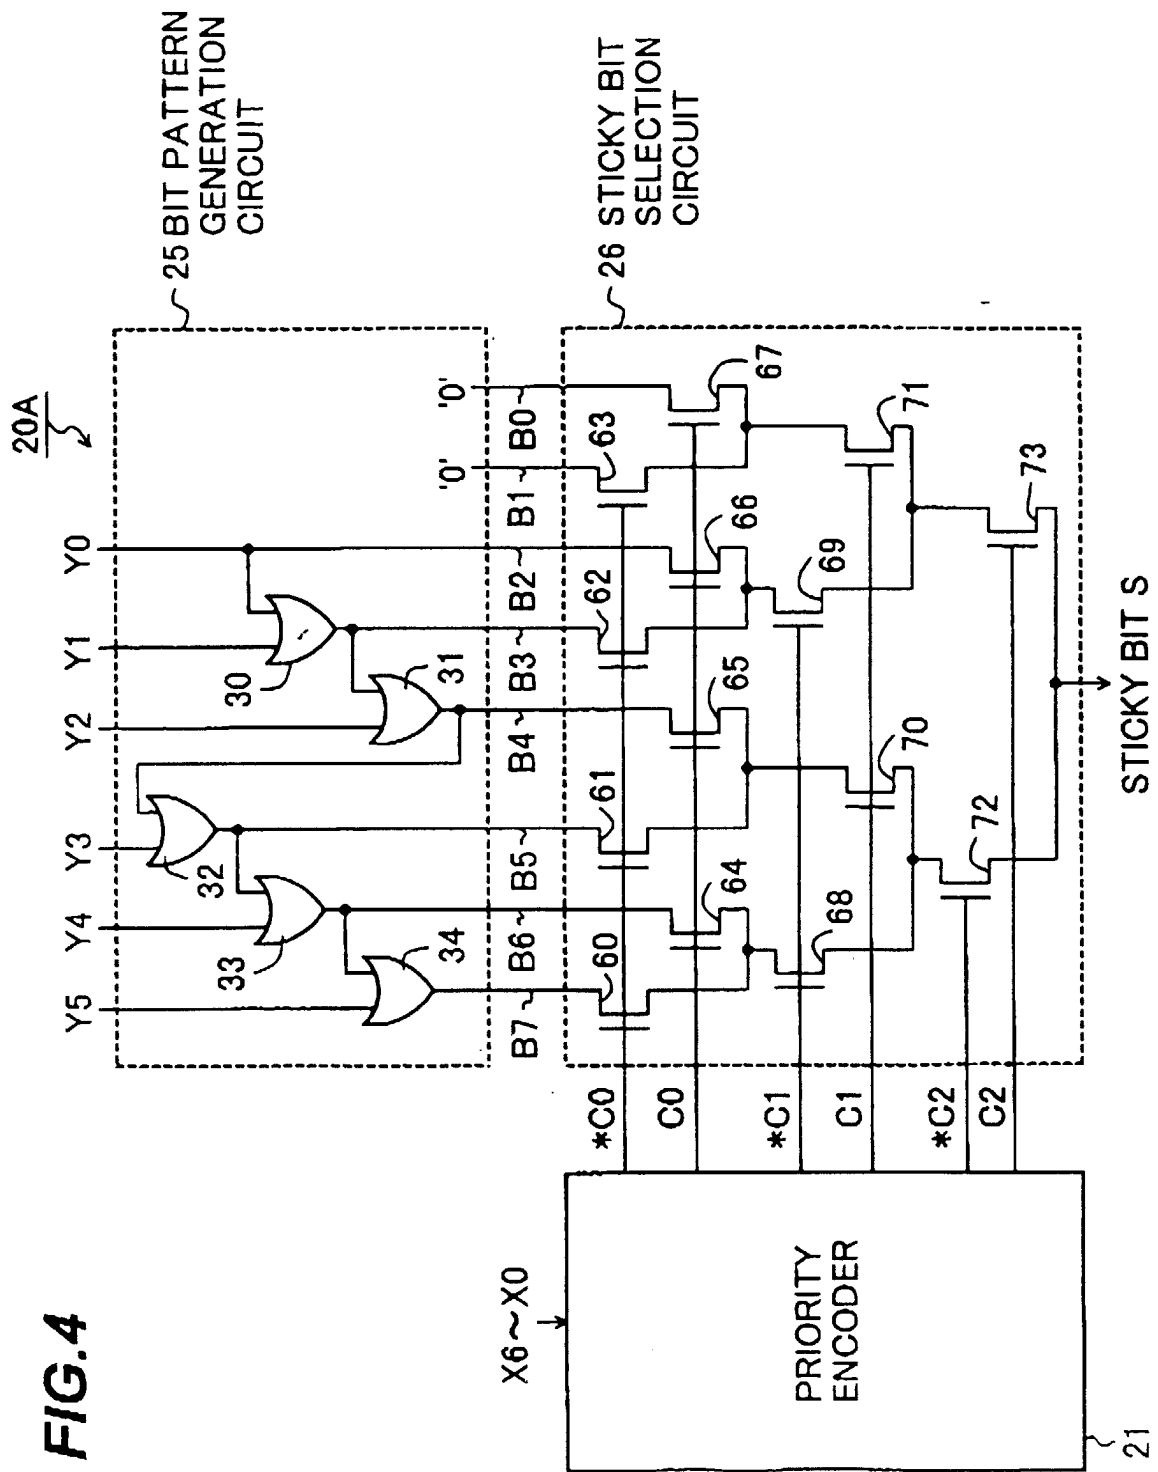 FIG.4
20A
25 BIT PATTERN
GENERATION
CIRCUIT
Y5
Y4
Y3
Y2
Y1
Y0
'0'
'0'
30
31
32
33
34
B7
B6
B5
B4
B3
B2
B1
B0
26 STICKY BIT
SELECTION
CIRCUIT
60
64
61
65
62
66
63
67
68
70
69
71
72
73
*C0
C0
*C1
C1
*C2
C2
X6~X0
PRIORITY
ENCODER
21
STICKY BIT S